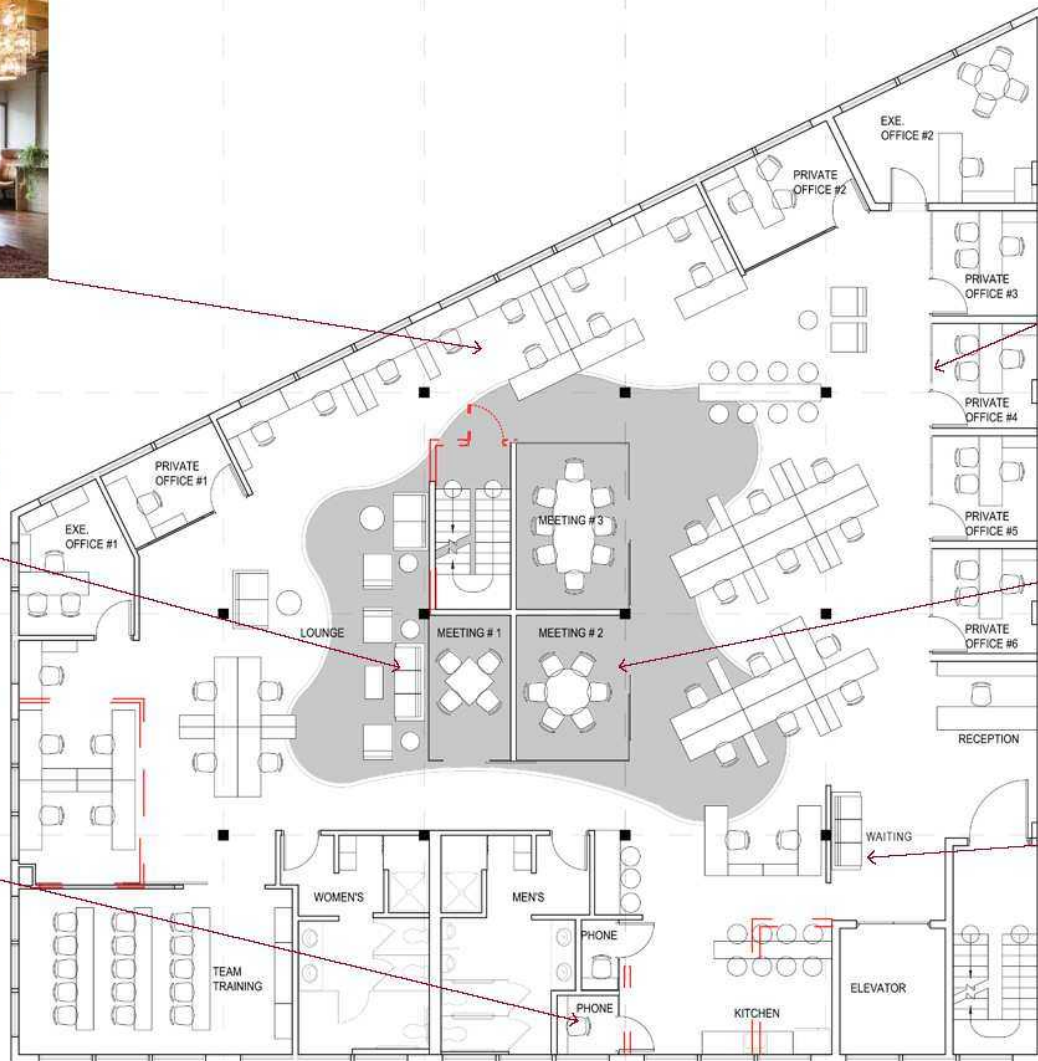 EXE.
OFFICE #2
PRIVATE
OFFICE #2
PRIVATE
OFFICE #3
PRIVATE
OFFICE #4
PRIVATE
OFFICE #1
EXE.
OFFICE #1
MEETING # 3
PRIVATE
OFFICE #5
LOUNGE
MEETING # 1
MEETING # 2
PRIVATE
OFFICE #6
RECEPTION
WAITING
WOMEN'S
MEN'S
PHONE
TEAM
TRAINING
PHONE
KITCHEN
ELEVATOR